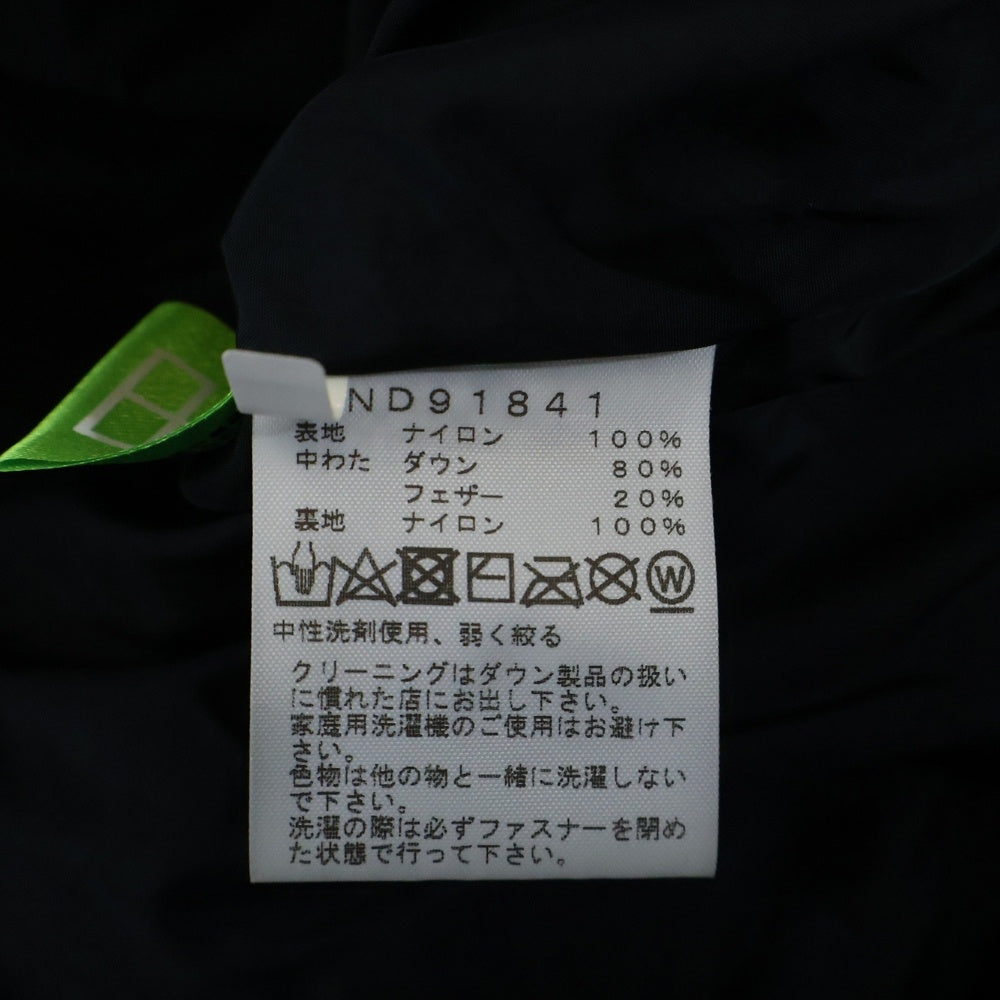 ND91841
表地 ナイロン 100%
中わた ダウン 80%
フェザー 20%
裏地 ナイロン 100%
W
中性洗剤使用、弱く絞る
クリーニングはダウン製品の扱い
に慣れた店にお出し下さい。
家庭用洗濯機のご使用はお避け下
さい。
色物は他の物と一緒に洗濯しない
で下さい。
洗濯の際は必ずファスナーを閉め
た状態で行って下さい。